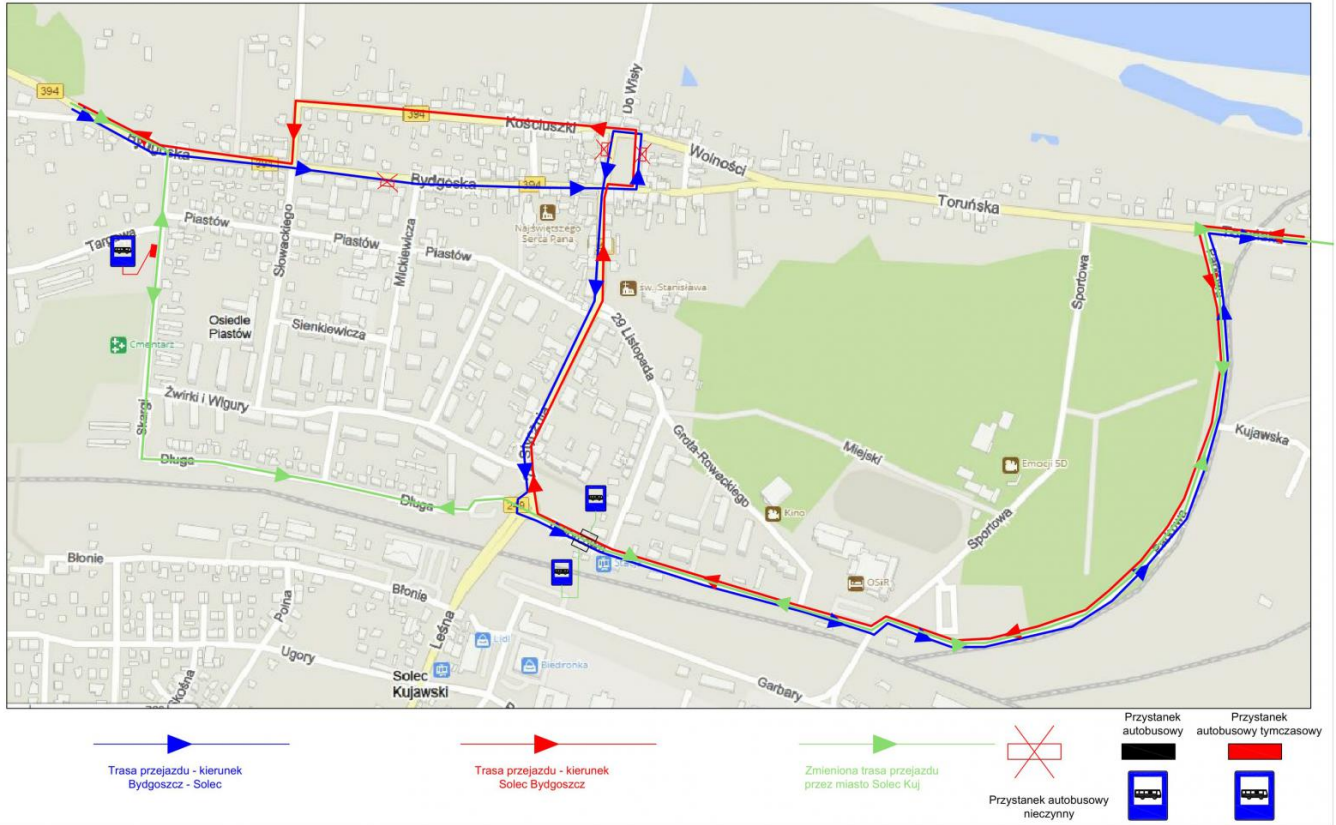 394
394
Do Wisły
Kościuszki
Wolności
Bydgoska
394
Bydgoska
394
Toruńska
Piastów
Najświętszego
Serca Pana
Targowa
Słowackiego
Piastów
Mickiewicza
Piastów
św. Stanisława
Sportowa
29 Listopada
Osiedle
Piastów
Sienkiewicza
Cmentarz
Żwirki i Wigury
Skargi
Grota-Roweckiego
Miejski
Kujawska
Emocji 5D
Długa
Długa
Kino
Sportowa
Parkowa
Błonie
Błonie
Polna
Leśna
OSiR
Lidl
Biedronka
Ugory
Garbary
Skośna
Solec
Kujawski
Trasa przejazdu - kierunek
Bydgoszcz - Solec
Trasa przejazdu - kierunek
Solec Bydgoszcz
Zmieniona trasa przejazdu
przez miasto Solec Kuj
Przystanek autobusowy
nieczynny
Przystanek
autobusowy
Przystanek
autobusowy tymczasowy